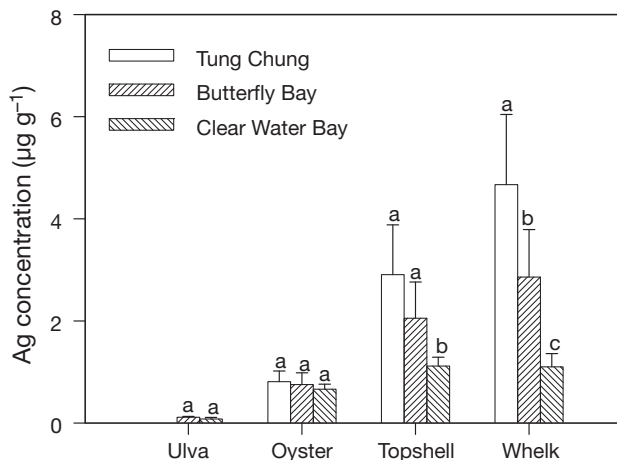 8
6
4
2
0
Ag concentration (µg g⁻¹)
Tung Chung
Butterfly Bay
Clear Water Bay
a a
a a a
a a b
a b c
Ulva Oyster Topshell Whelk